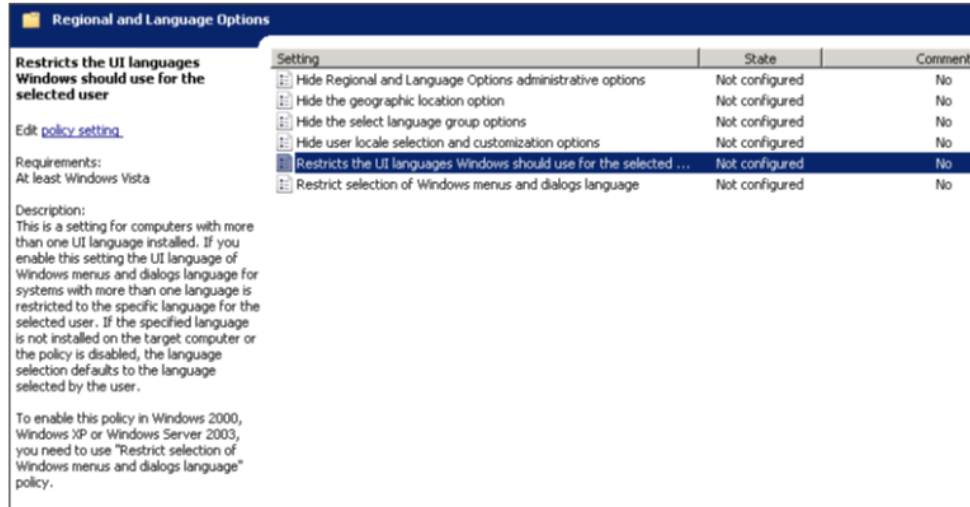 Regional and Language Options
Restricts the UI languages
Windows should use for the
selected user
Edit policy setting
Requirements:
At least Windows Vista
Description:
This is a setting for computers with more
than one UI language installed. If you
enable this setting the UI language of
Windows menus and dialogs language for
systems with more than one language is
restricted to the specific language for the
selected user. If the specified language
is not installed on the target computer or
the policy is disabled, the language
selection defaults to the language
selected by the user.
To enable this policy in Windows 2000,
Windows XP or Windows Server 2003,
you need to use "Restrict selection of
Windows menus and dialogs language"
policy.
Setting State Comment
Hide Regional and Language Options administrative options Not configured No
Hide the geographic location option Not configured No
Hide the select language group options Not configured No
Hide user locale selection and customization options Not configured No
Restricts the UI languages Windows should use for the selected ... Not configured No
Restrict selection of Windows menus and dialogs language Not configured No